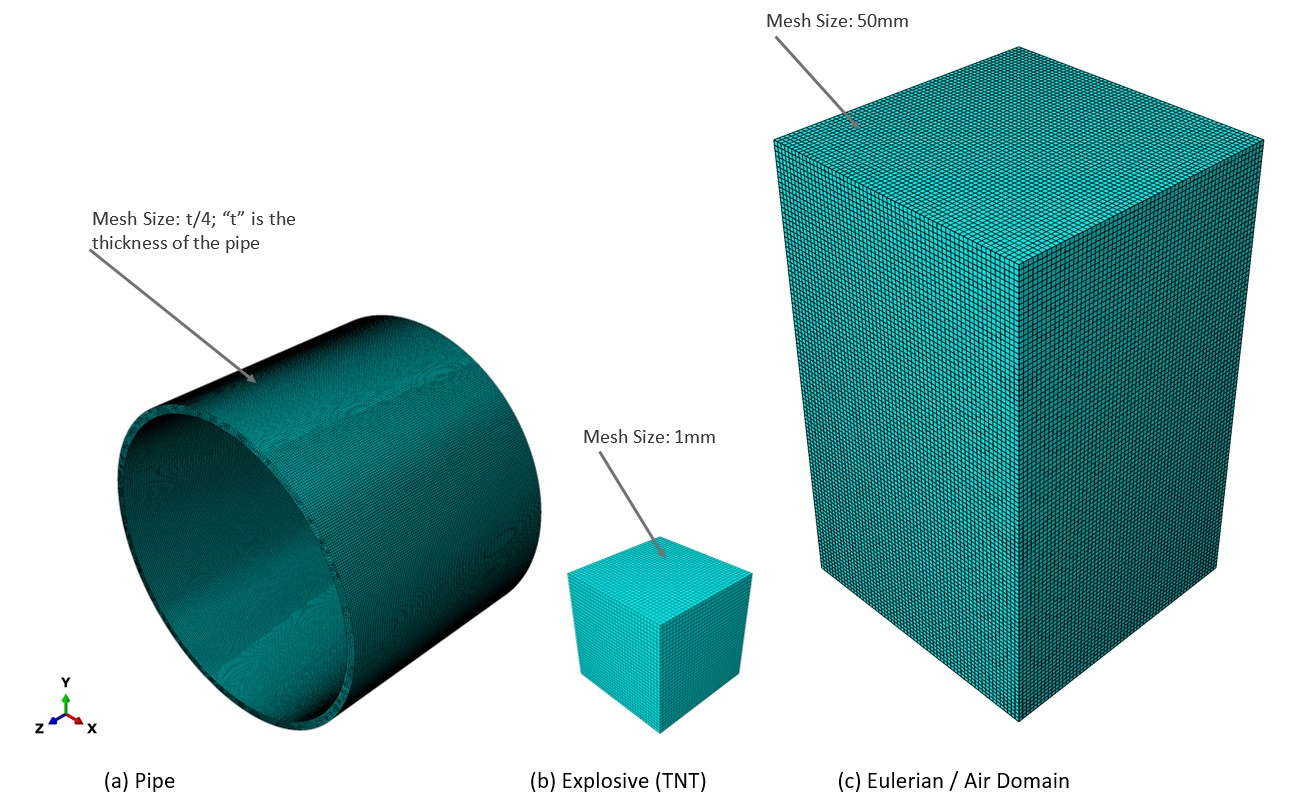 Mesh Size: 50mm
Mesh Size: t/4; “t” is the
thickness of the pipe
Mesh Size: 1mm
Y
Z
X
(a) Pipe
(b) Explosive (TNT)
(c) Eulerian / Air Domain